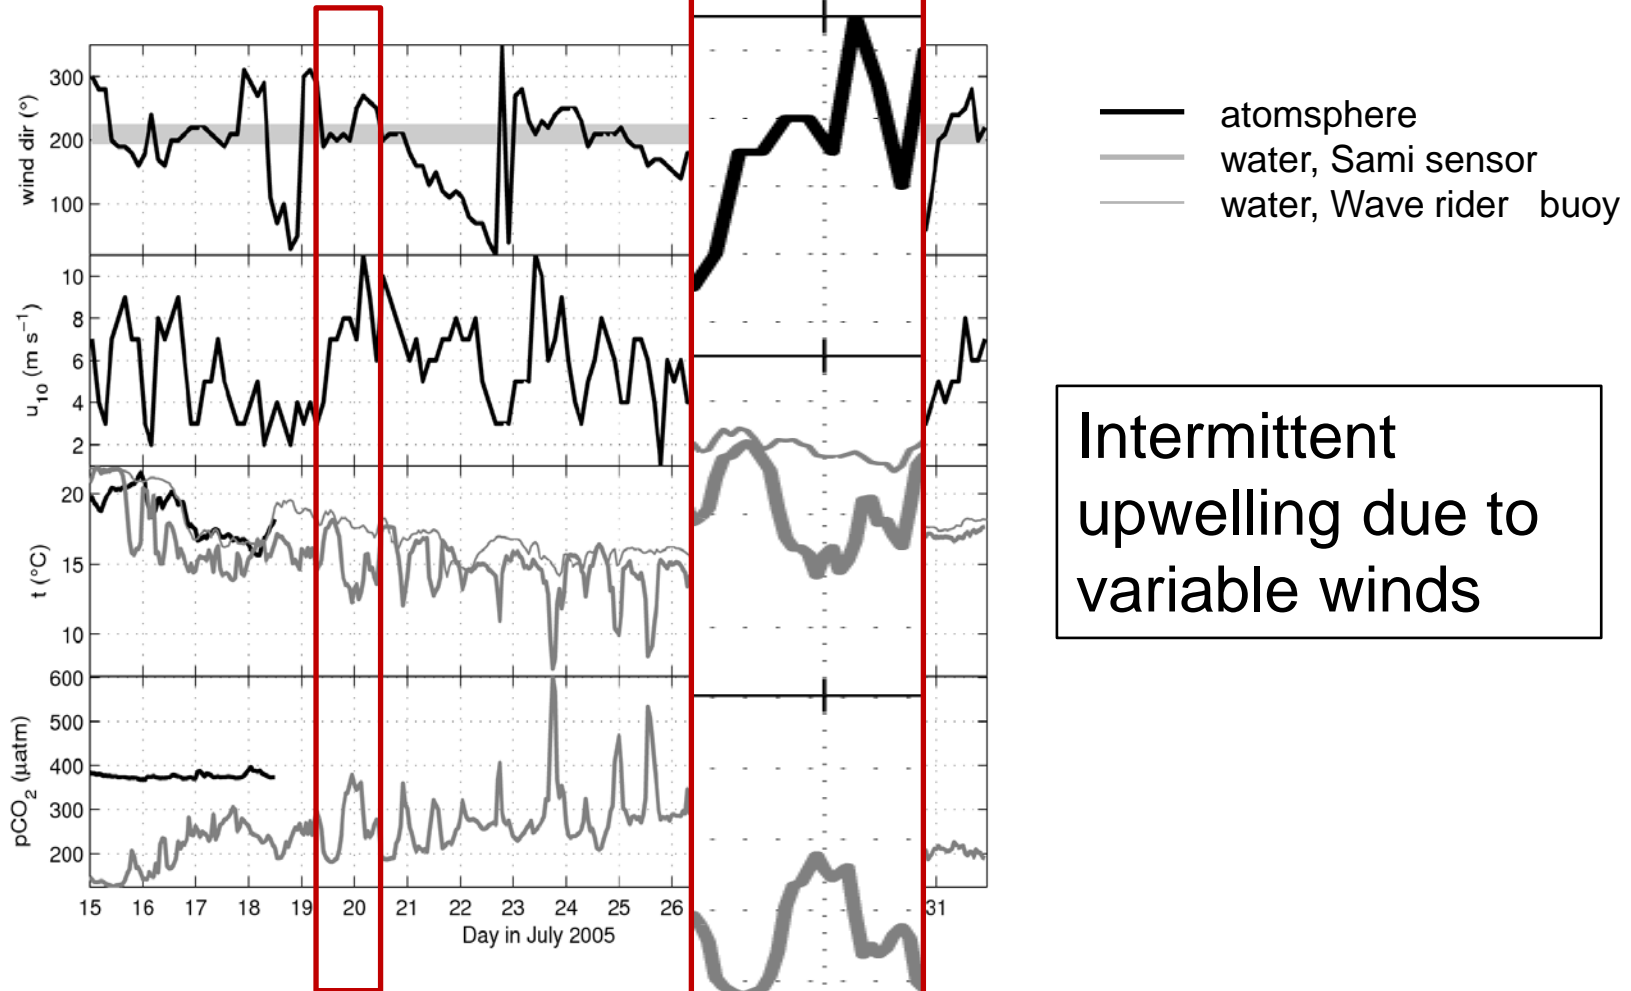 wind dir (°)
300
200
100
u10 (m s−1)
10
8
6
4
2
t (°C)
20
15
10
pCO2 (µatm)
600
500
400
300
200
15 16 17 18 19 20 21 22 23 24 25 26 31
Day in July 2005
atomsphere
water, Sami sensor
water, Wave rider buoy
Intermittent
upwelling due to
variable winds